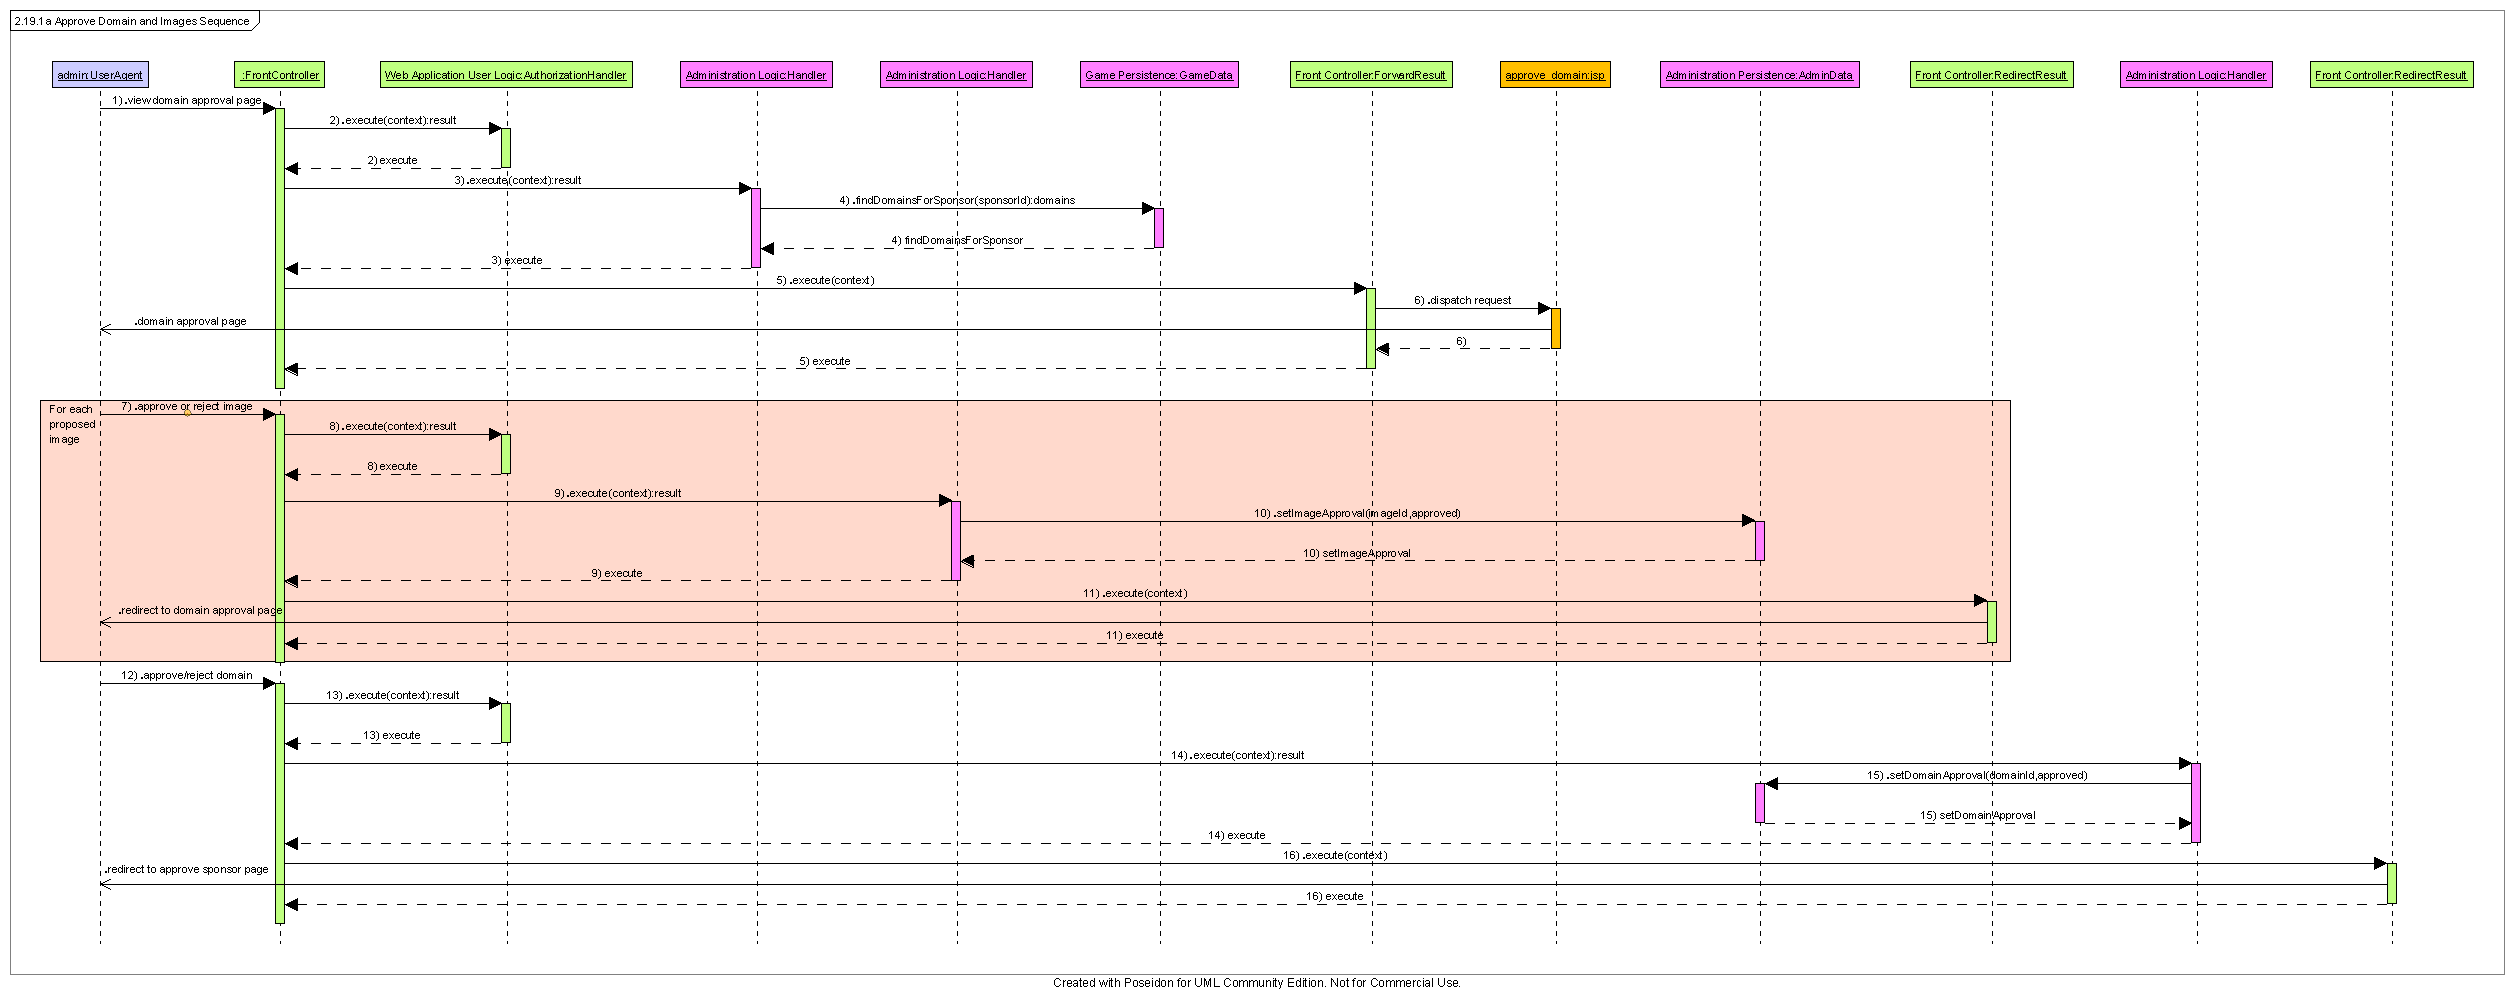 2.19.1a Approve Domain and Images Sequence
admin:UserAgent
:FrontController
Web Application User Logic:AuthorizationHandler
Administration Logic:Handler
Administration Logic:Handler
Game Persistence:GameData
Front Controller:ForwardResult
approve_domain:jsp
Administration Persistence:AdminData
Front Controller:RedirectResult
Administration Logic:Handler
Front Controller:RedirectResult
1) .view domain approval page
2) .execute(context):result
2) execute
3) .execute(context):result
4) .findDomainsForSponsor(sponsorId):domains
4) findDomainsForSponsor
3) execute
5) .execute(context)
6) .dispatch request
.domain approval page
6)
5) execute
For each
proposed
image
7) .approve or reject image
8) .execute(context):result
8) execute
9) .execute(context):result
10) .setImageApproval(imageId,approved)
10) setImageApproval
9) execute
11) .execute(context)
.redirect to domain approval page
11) execute
12) .approve/reject domain
13) .execute(context):result
13) execute
14) .execute(context):result
15) .setDomainApproval(domainId,approved)
15) setDomainApproval
14) execute
16) .execute(context)
.redirect to approve sponsor page
16) execute
Created with Poseidon for UML Community Edition. Not for Commercial Use.